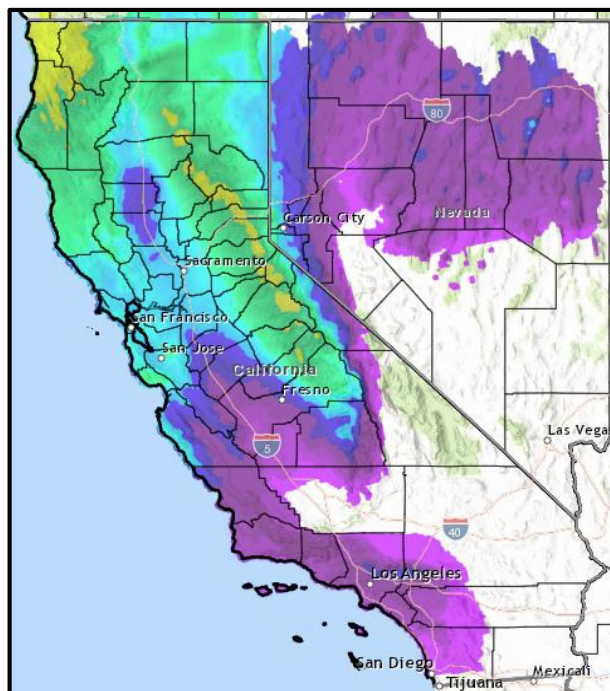 80
Carson City
Nevada
Sacramento
San Francisco
San Jose
California
Fresno
Las Vegas
5
40
Los Angeles
San Diego
Tijuana
Mexicali